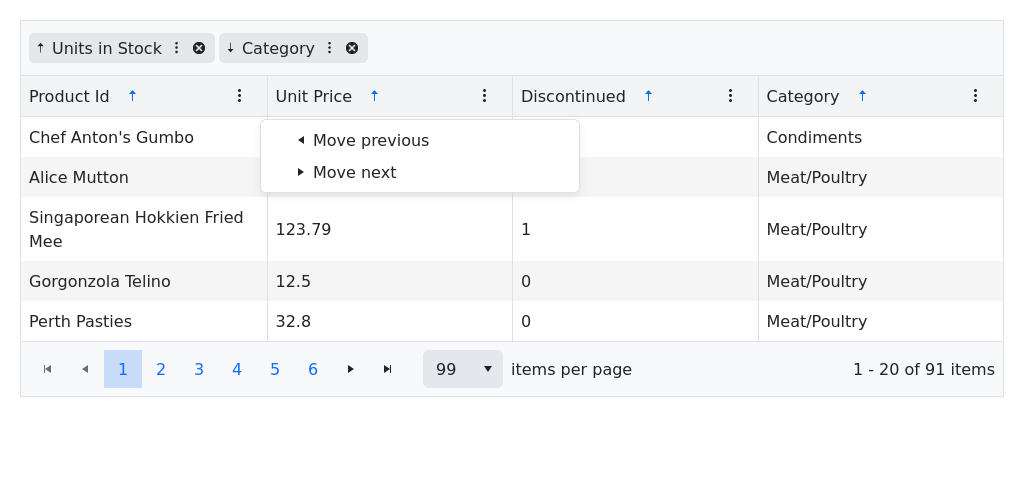 Units in Stock Category
Product Id Unit Price Discontinued Category
Chef Anton's Gumbo Condiments
Move previous
Alice Mutton Meat/Poultry
Move next
Singaporean Hokkien Fried
Mee 123.79 1 Meat/Poultry
Gorgonzola Telino 12.5 0 Meat/Poultry
Perth Pasties 32.8 0 Meat/Poultry
1 2 3 4 5 6 99 items per page 1 - 20 of 91 items